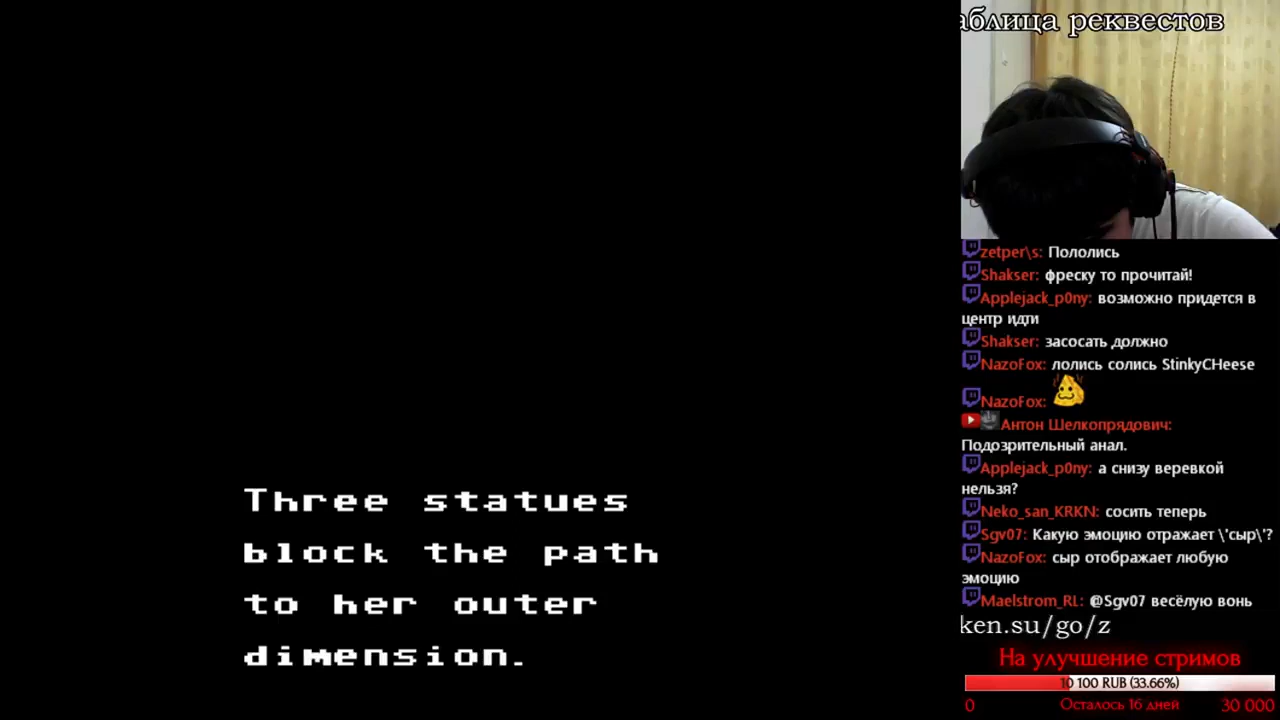 аблица реквестов
zetper\s: Пололись
Shakser: фреску то прочитай!
Applejack_p0ny: возможно придется в
центр идти
Shakser: засосать должно
NazoFox: лолись солись StinkyCHeese
NazoFox:
Антон Шелкопрядович:
Подозрительный анал.
Applejack_p0ny: а снизу веревкой
нельзя?
Neko_san_KRKN: сосить теперь
Sgv07: Какую эмоцию отражает \'сыр\'?
NazoFox: сыр отображает любую
эмоцию
Maelstrom_RL: @Sgv07 весёлую вонь
ken.su/go/z
На улучшение стримов
10 100 RUB (33.66%)
0 Осталось 16 дней 30 000
Three statues
block the path
to her outer
dimension.